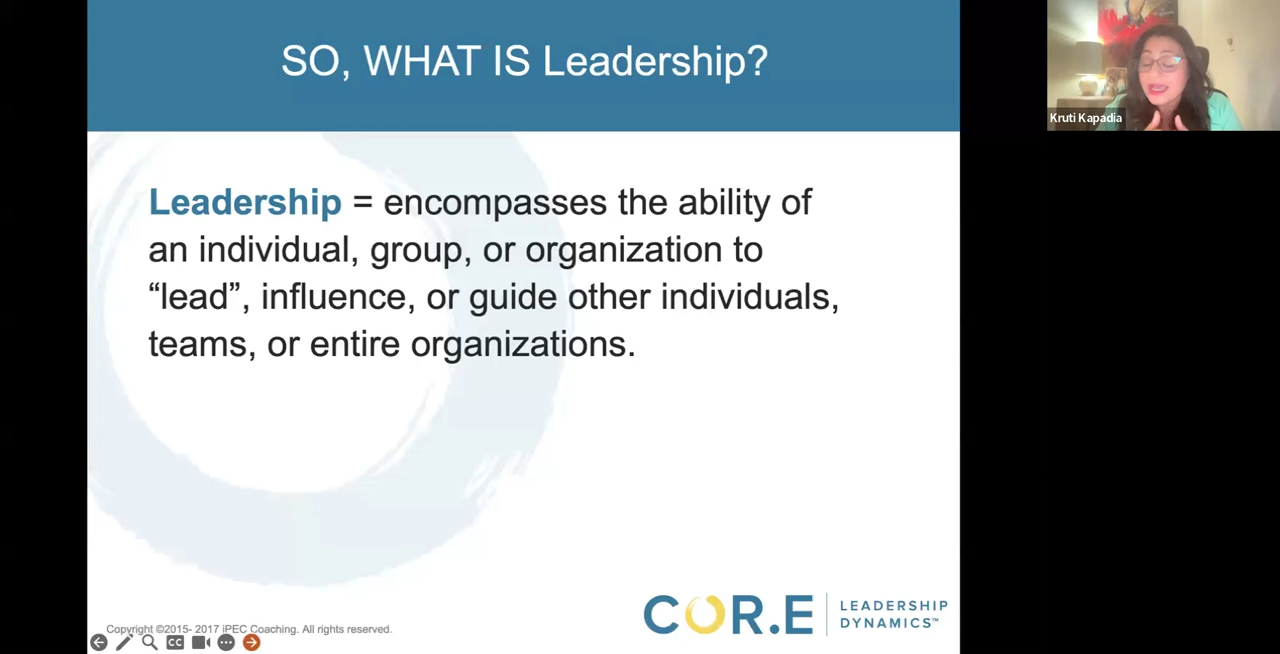 SO, WHAT IS Leadership?
Kruti Kapadia
Leadership = encompasses the ability of
an individual, group, or organization to
“lead”, influence, or guide other individuals,
teams, or entire organizations.
Copyright ©2015- 2017 iPEC Coaching. All rights reserved.
CC
COR.E
LEADERSHIP
DYNAMICS™